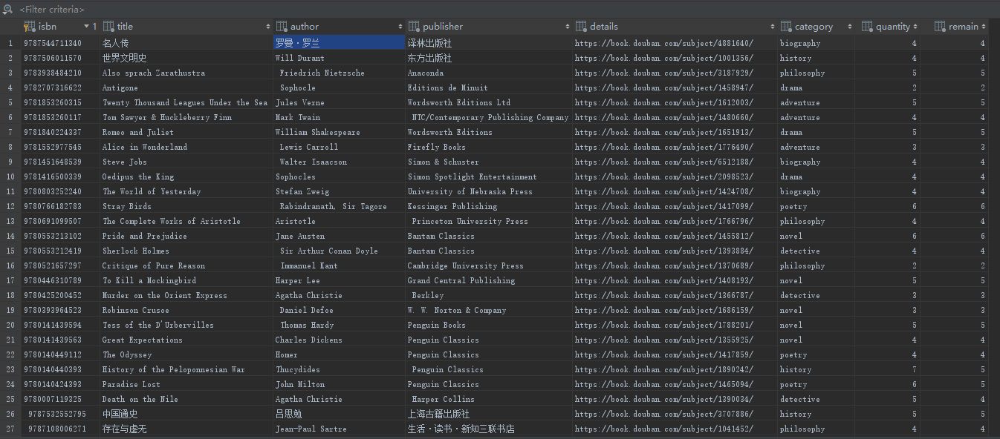 <Filter criteria>
isbn 1 title author publisher details category quantity remain
1 9787544711340 名人传 罗曼·罗兰 译林出版社 https://book.douban.com/subject/4881640/ biography 4 4
2 9787506011570 世界文明史 Will Durant 东方出版社 https://book.douban.com/subject/1001356/ history 4 4
3 9783938484210 Also sprach Zarathustra Friedrich Nietzsche Anaconda https://book.douban.com/subject/3187929/ philosophy 5 5
4 9782707316622 Antigone Sophocle Editions de Minuit https://book.douban.com/subject/1458947/ drama 2 2
5 9781853260315 Twenty Thousand Leagues Under the Sea Jules Verne Wordsworth Editions Ltd https://book.douban.com/subject/1612003/ adventure 5 5
6 9781853260117 Tom Sawyer & Huckleberry Finn Mark Twain NTC/Contemporary Publishing Company https://book.douban.com/subject/1480660/ adventure 4 4
7 9781840224337 Romeo and Juliet William Shakespeare Wordsworth Editions https://book.douban.com/subject/1651913/ drama 5 5
8 9781552977545 Alice in Wonderland Lewis Carroll Firefly Books https://book.douban.com/subject/1776490/ adventure 3 3
9 9781451648539 Steve Jobs Walter Isaacson Simon & Schuster https://book.douban.com/subject/6512188/ biography 4 4
10 9781416500339 Oedipus the King Sophocles Simon Spotlight Entertainment https://book.douban.com/subject/2098523/ drama 4 4
11 9780803252240 The World of Yesterday Stefan Zweig University of Nebraska Press https://book.douban.com/subject/1424708/ biography 4 4
12 9780766182783 Stray Birds Rabindranath, Sir Tagore Kessinger Publishing https://book.douban.com/subject/1417099/ poetry 6 6
13 9780691099507 The Complete Works of Aristotle Aristotle Princeton University Press https://book.douban.com/subject/1766796/ philosophy 4 4
14 9780553213102 Pride and Prejudice Jane Austen Bantam Classics https://book.douban.com/subject/1455812/ novel 6 6
15 9780553212419 Sherlock Holmes Sir Arthur Conan Doyle Bantam Classics https://book.douban.com/subject/1393884/ detective 4 4
16 9780521657297 Critique of Pure Reason Immanuel Kant Cambridge University Press https://book.douban.com/subject/1370689/ philosophy 2 2
17 9780446310789 To Kill a Mockingbird Harper Lee Grand Central Publishing https://book.douban.com/subject/1408193/ novel 5 5
18 9780425200452 Murder on the Orient Express Agatha Christie Berkley https://book.douban.com/subject/1366787/ detective 3 3
19 9780393964523 Robinson Crusoe Daniel Defoe W. W. Norton & Company https://book.douban.com/subject/1686159/ novel 3 3
20 9780141439594 Tess of the D'Urbervilles Thomas Hardy Penguin Books https://book.douban.com/subject/1788201/ novel 5 5
21 9780141439563 Great Expectations Charles Dickens Penguin Classics https://book.douban.com/subject/1355925/ novel 4 4
22 9780140449112 The Odyssey Homer Penguin Classics https://book.douban.com/subject/1417859/ poetry 4 4
23 9780140440393 History of the Peloponnesian War Thucydides Penguin Classics https://book.douban.com/subject/1890242/ history 7 5
24 9780140424393 Paradise Lost John Milton Penguin Classics https://book.douban.com/subject/1465094/ poetry 6 5
25 9780007119325 Death on the Nile Agatha Christie Harper Collins https://book.douban.com/subject/1390034/ detective 5 4
26 9787532552795 中国通史 吕思勉 上海古籍出版社 https://book.douban.com/subject/3707886/ history 5 5
27 9787108006271 存在与虚无 Jean-Paul Sartre 生活·读书·新知三联书店 https://book.douban.com/subject/1041452/ philosophy 4 4